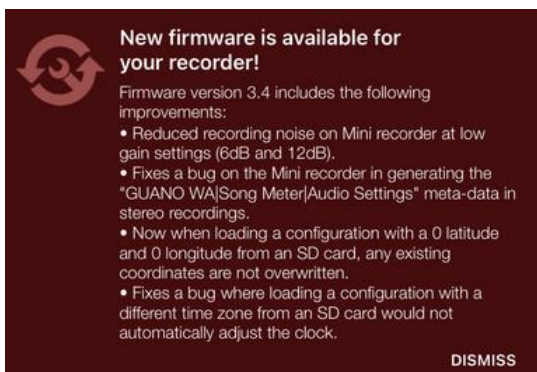 New firmware is available for
your recorder!
Firmware version 3.4 includes the following
improvements:
• Reduced recording noise on Mini recorder at low
gain settings (6dB and 12dB).
• Fixes a bug on the Mini recorder in generating the
"GUANO WA|Song Meter|Audio Settings" meta-data in
stereo recordings.
• Now when loading a configuration with a 0 latitude
and 0 longitude from an SD card, any existing
coordinates are not overwritten.
• Fixes a bug where loading a configuration with a
different time zone from an SD card would not
automatically adjust the clock.
DISMISS